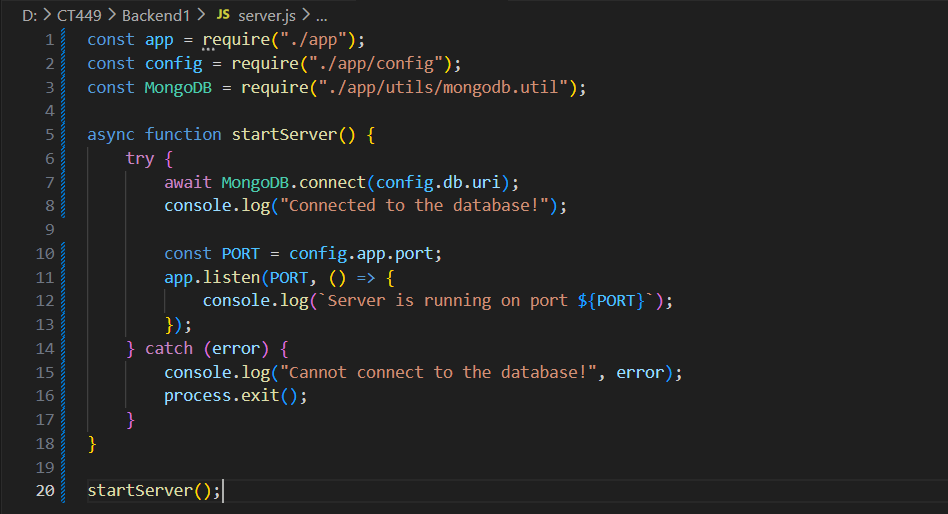 D: > CT449 > Backend1 > JS server.js > ...
1 const app = require("./app");
2 const config = require("./app/config");
3 const MongoDB = require("./app/utils/mongodb.util");
4
5 async function startServer() {
6     try {
7         await MongoDB.connect(config.db.uri);
8         console.log("Connected to the database!");
9
10         const PORT = config.app.port;
11         app.listen(PORT, () => {
12             console.log(`Server is running on port ${PORT}`);
13         });
14     } catch (error) {
15         console.log("Cannot connect to the database!", error);
16         process.exit();
17     }
18 }
19
20 startServer();